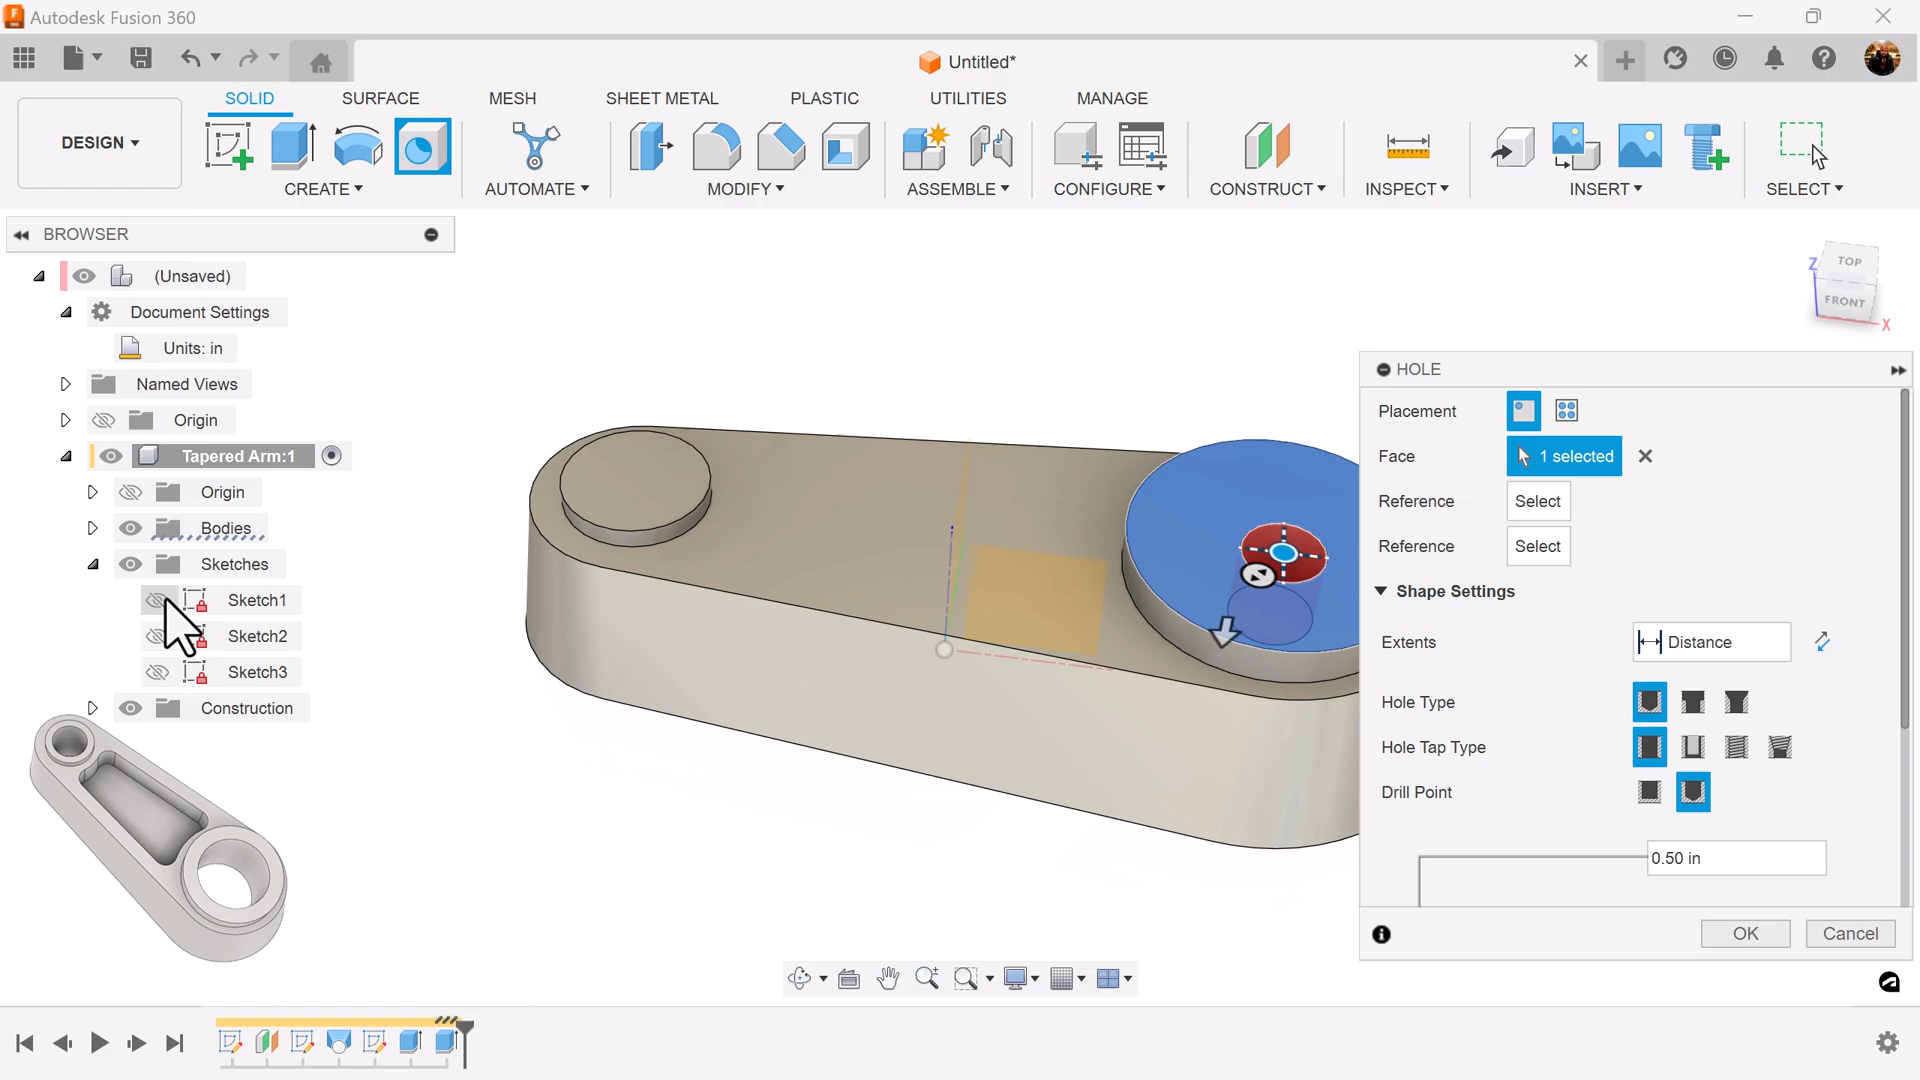 Autodesk Fusion 360
Untitled*
SOLID SURFACE MESH SHEET METAL PLASTIC UTILITIES MANAGE
DESIGN
CREATE AUTOMATE MODIFY ASSEMBLE CONFIGURE CONSTRUCT INSPECT INSERT SELECT
BROWSER
(Unsaved)
Document Settings
Units: in
Named Views
Origin
Tapered Arm:1
Origin
Bodies
Sketches
Sketch1
Sketch2
Sketch3
Construction
TOP
FRONT
Z
X
HOLE
Placement
Face 1 selected
Reference Select
Reference Select
Shape Settings
Extents Distance
Hole Type
Hole Tap Type
Drill Point
0.50 in
OK Cancel